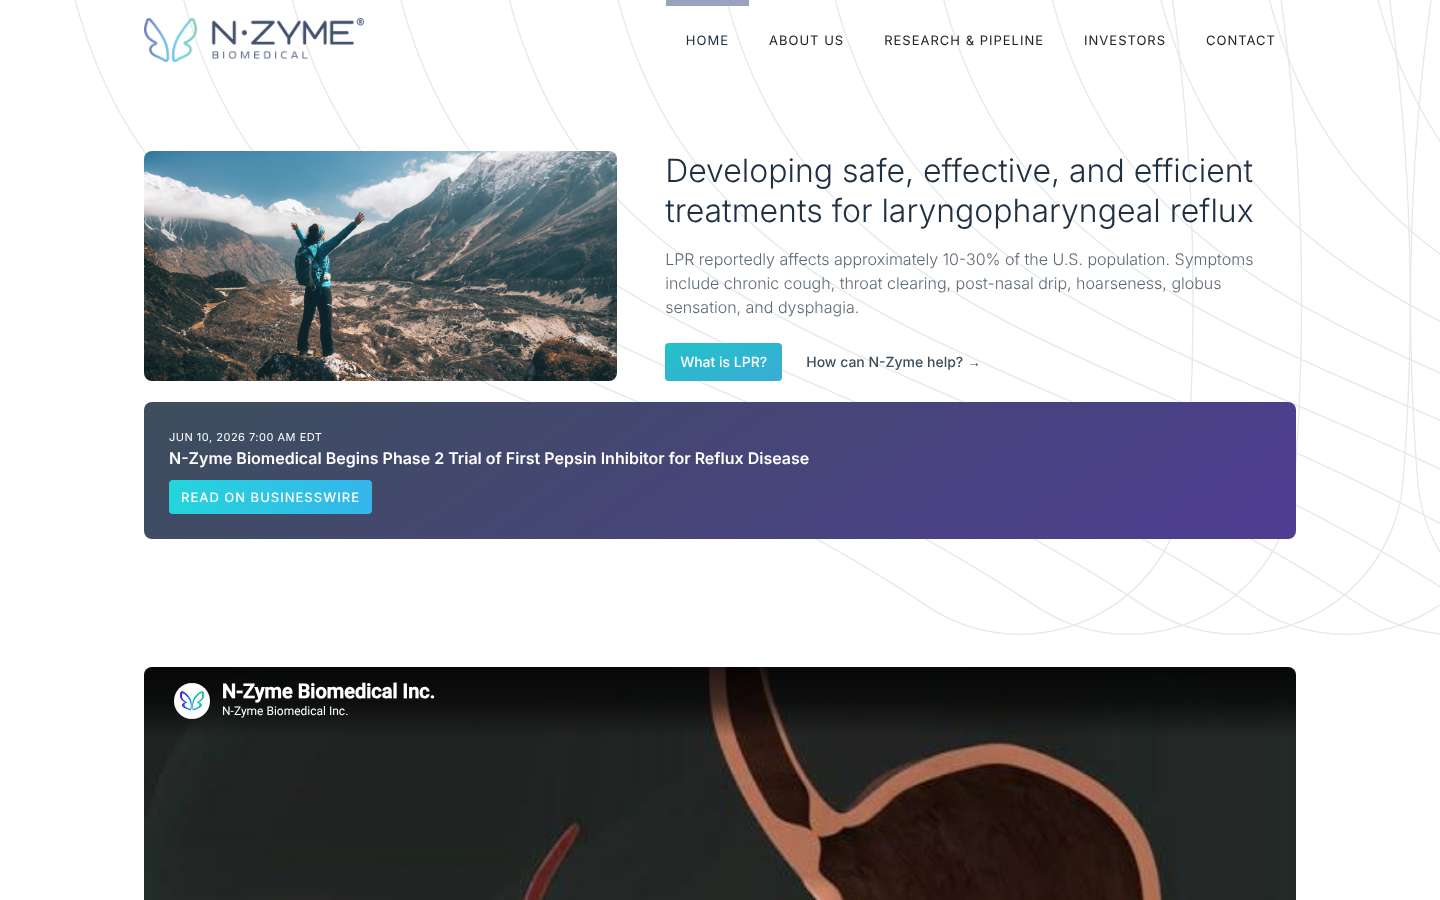 N·ZYME®
BIOMEDICAL
HOME
ABOUT US
RESEARCH & PIPELINE
INVESTORS
CONTACT
Developing safe, effective, and efficient
treatments for laryngopharyngeal reflux
LPR reportedly affects approximately 10-30% of the U.S. population. Symptoms
include chronic cough, throat clearing, post-nasal drip, hoarseness, globus
sensation, and dysphagia.
What is LPR?
How can N-Zyme help? →
JUN 10, 2026 7:00 AM EDT
N-Zyme Biomedical Begins Phase 2 Trial of First Pepsin Inhibitor for Reflux Disease
READ ON BUSINESSWIRE
N-Zyme Biomedical Inc.
N-Zyme Biomedical Inc.